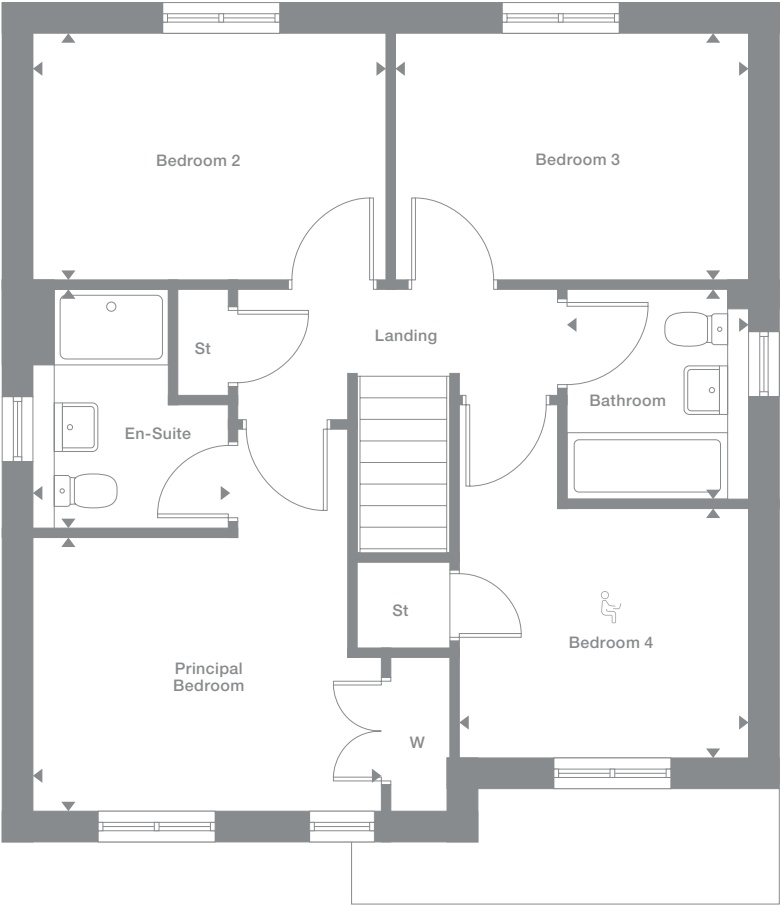 Bedroom 2
Bedroom 3
St
Landing
Bathroom
En-Suite
St
Bedroom 4
Principal
Bedroom
W